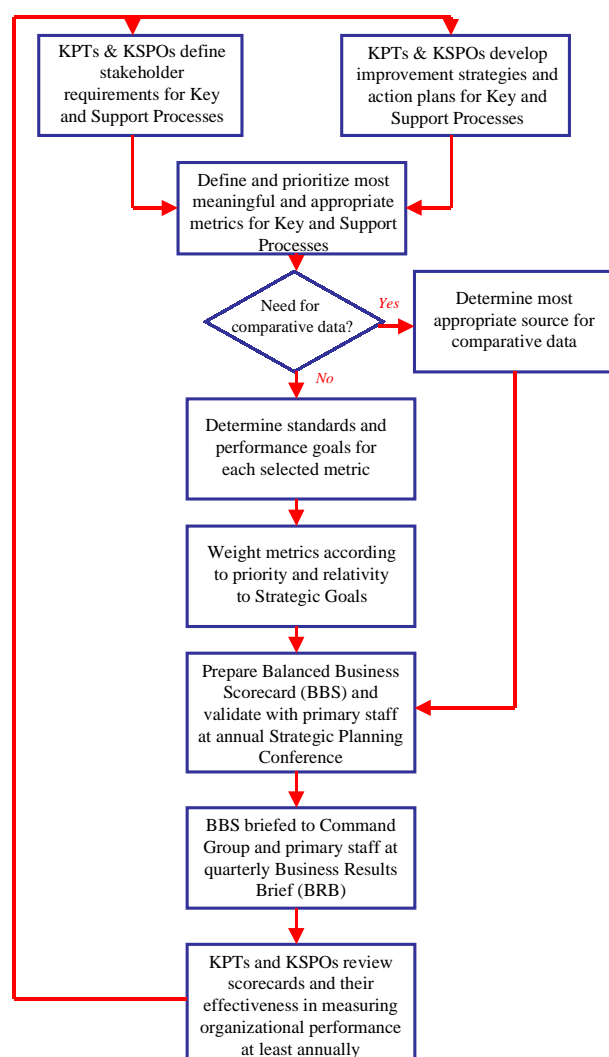 KPTs & KSPOs define
stakeholder
requirements for Key
and Support Processes
KPTs & KSPOs develop
improvement strategies and
action plans for Key and
Support Processes
Define and prioritize most
meaningful and appropriate
metrics for Key and Support
Processes
Need for
comparative data?
Yes
Determine most
appropriate source for
comparative data
No
Determine standards and
performance goals for
each selected metric
Weight metrics according
to priority and relativity
to Strategic Goals
Prepare Balanced Business
Scorecard (BBS) and
validate with primary staff
at annual Strategic Planning
Conference
BBS briefed to Command
Group and primary staff at
quarterly Business Results
Brief (BRB)
KPTs and KSPOs review
scorecards and their
effectiveness in measuring
organizational performance
at least annually